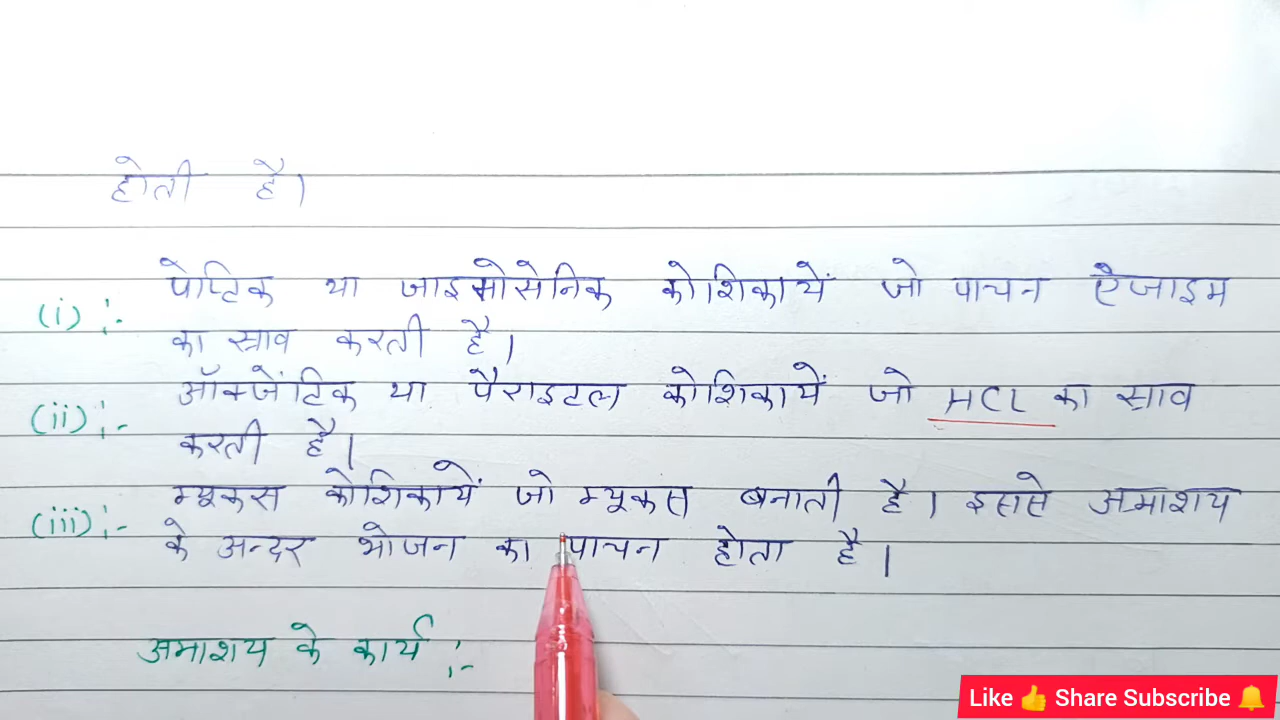 होती है।
(i) :- पेप्टिक या जाइमोसेनिक कोशिकायें जो पाचन ऐजाइम
का स्राव करती है।
(ii) :- ऑक्जेंटिक या पैराइटल कोशिकायें जो HCL का स्राव
करती है।
(iii) :- म्यूकस कोशिकायें जो म्यूकस बनाती है। इससे अमाशय
के अन्दर भोजन का पाचन होता है।
अमाशय के कार्य :-
Like 👍 Share Subscribe 🔔